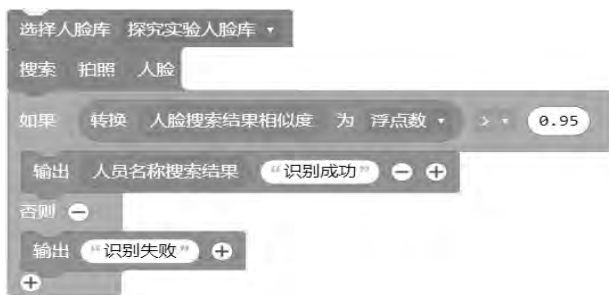 选择人脸库 探究实验人脸库
搜索 拍照 人脸
如果 转换 人脸搜索结果相似度 为 浮点数 > 0.95
输出 人员名称搜索结果 “识别成功”
否则
输出 “识别失败”